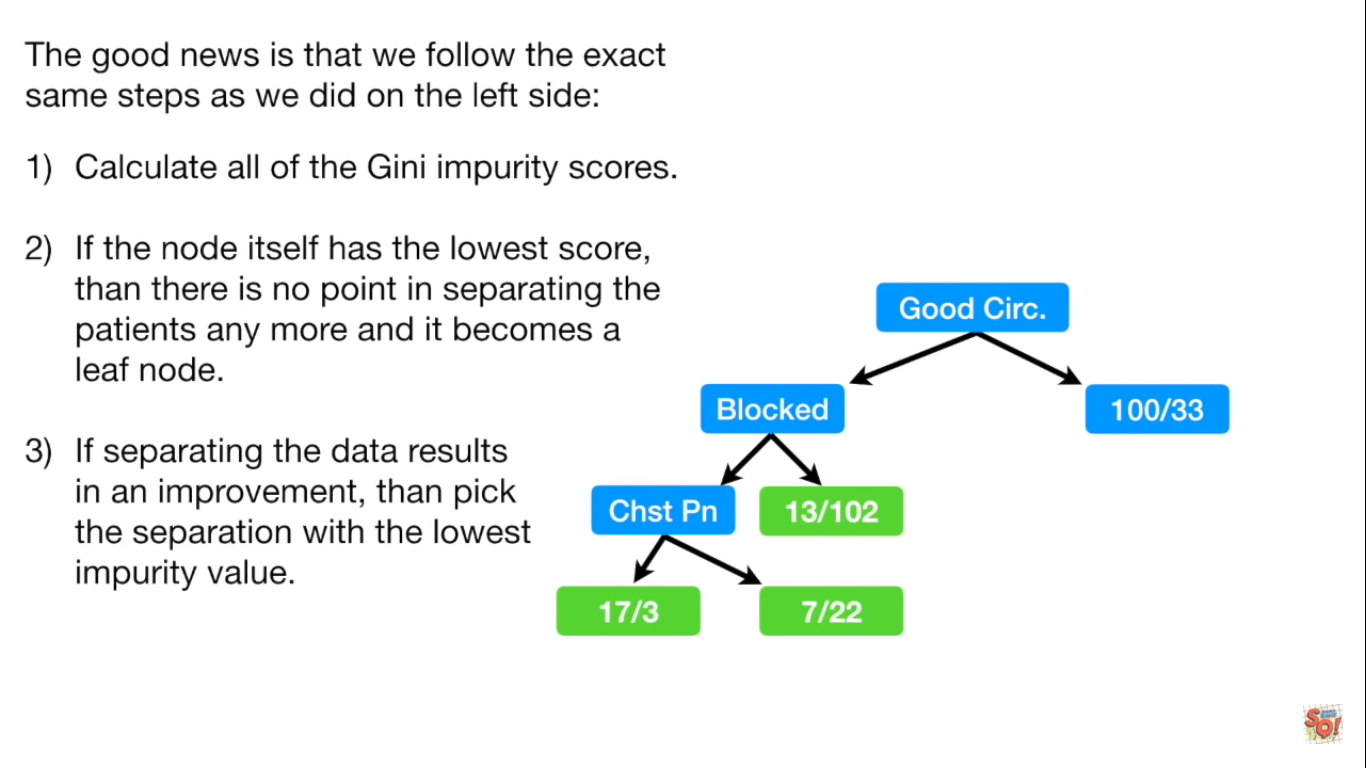 The good news is that we follow the exact
same steps as we did on the left side:
1) Calculate all of the Gini impurity scores.
2) If the node itself has the lowest score,
than there is no point in separating the
patients any more and it becomes a
leaf node.
3) If separating the data results
in an improvement, than pick
the separation with the lowest
impurity value.
Good Circ.
Blocked
100/33
Chst Pn
13/102
17/3
7/22
SQ!